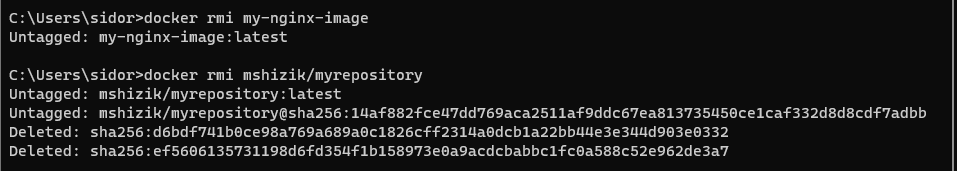 C:\Users\sidor>docker rmi my-nginx-image
Untagged: my-nginx-image:latest
C:\Users\sidor>docker rmi mshizik/myrepository
Untagged: mshizik/myrepository:latest
Untagged: mshizik/myrepository@sha256:14af882fce47dd769aca2511af9ddc67ea813735450ce1caf332d8d8cdf7adbb
Deleted: sha256:d6bdf741b0ce98a769a689a0c1826cff2314a0dcb1a22bb44e3e344d903e0332
Deleted: sha256:ef5606135731198d6fd354f1b158973e0a9acdcbabbc1fc0a588c52e962de3a7